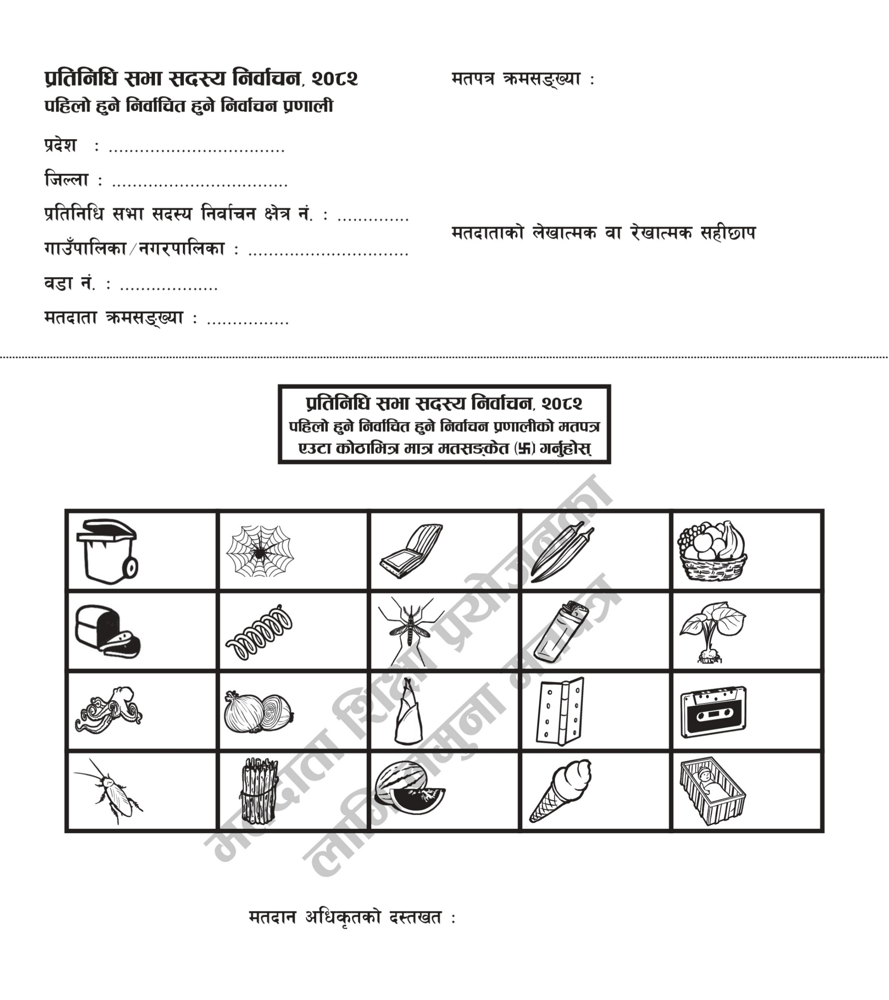 प्रतिनिधि सभा सदस्य निर्वाचन, २०८२
पहिलो हुने निर्वाचित हुने निर्वाचन प्रणाली
प्रदेश : ..................................
जिल्ला : ..................................
प्रतिनिधि सभा सदस्य निर्वाचन क्षेत्र नं. : ..............
गाउँपालिका/नगरपालिका : ...............................
वडा नं. : ...................
मतदाता क्रमसङ्ख्या : ................
मतपत्र क्रमसङ्ख्या :
मतदाताको लेखात्मक वा रेखात्मक सहीछाप
प्रतिनिधि सभा सदस्य निर्वाचन, २०८२
पहिलो हुने निर्वाचित हुने निर्वाचन प्रणालीको मतपत्र
एउटा कोठाभित्र मात्र मतसङ्केत (卐) गर्नुहोस्
मतदाता शिक्षा प्रयोजनका
लागि नमुना मतपत्र
मतदान अधिकृतको दस्तखत :